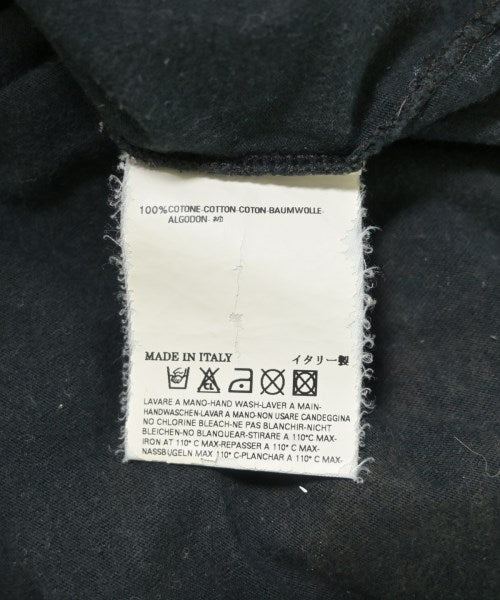 100%COTONE-COTTON-COTON-BAUMWOLLE-
ALGODON-
MADE IN ITALY イタリー製
LAVARE A MANO-HAND WASH-LAVER A MAIN-
HANDWASCHEN-LAVAR A MANO-NON USARE CANDEGGINA
NO CHLORINE BLEACH-NE PAS BLANCHIR-NICHT
BLEICHEN-NO BLANQUEAR-STIRARE A 110°C MAX-
IRON AT 110° C MAX-REPASSER A 110° C MAX-
NASSBÜGELN MAX 110° C-PLANCHAR A 110° C MAX-